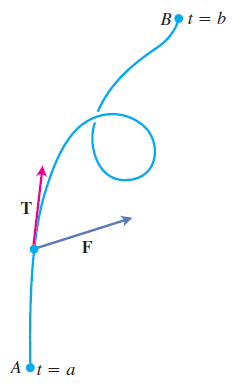 B t = b
T
F
A t = a